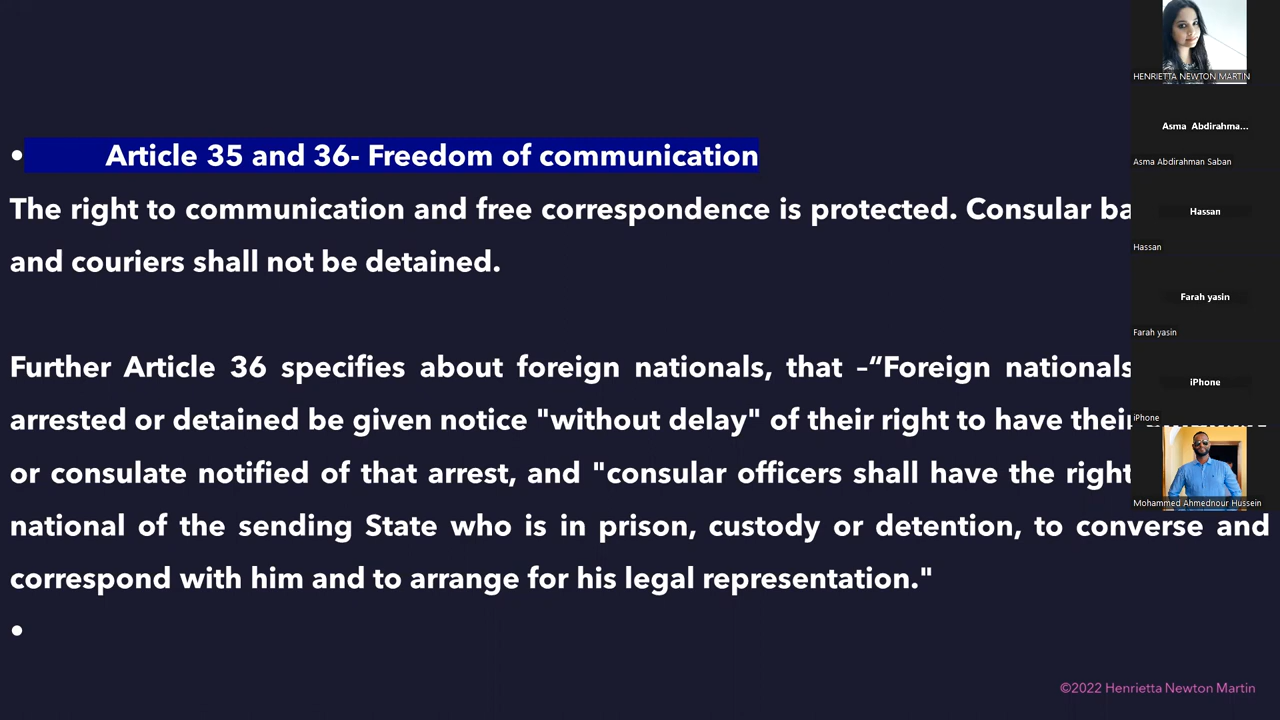 • Article 35 and 36- Freedom of communication
The right to communication and free correspondence is protected. Consular
and couriers shall not be detained.
Further Article 36 specifies about foreign nationals, that –“Foreign nationals
arrested or detained be given notice "without delay" of their right to have their
or consulate notified of that arrest, and "consular officers shall have the right
national of the sending State who is in prison, custody or detention, to converse and
correspond with him and to arrange for his legal representation."
•
©2022 Henrietta Newton Martin
HENRIETTA NEWTON MARTIN
Asma Abdirahma...
Asma Abdirahman Saban
Hassan
Hassan
Farah yasin
Farah yasin
iPhone
iPhone
Mohammed Ahmednour Hussein